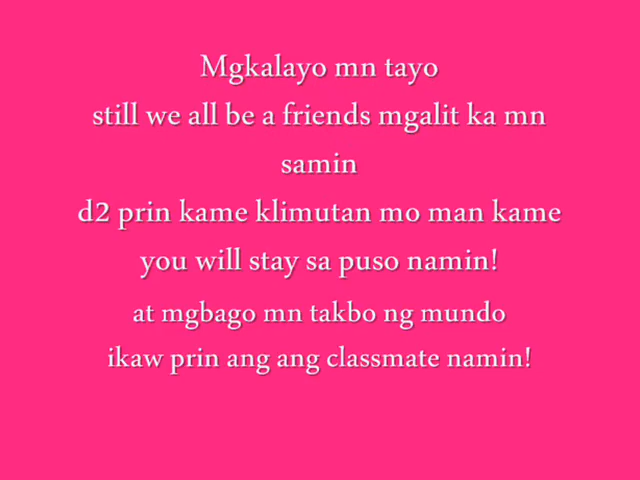 Mgkalayo mn tayo
still we all be a friends mgalit ka mn
samin
d2 prin kame klimutan mo man kame
you will stay sa puso namin!
at mgbago mn takbo ng mundo
ikaw prin ang ang classmate namin!